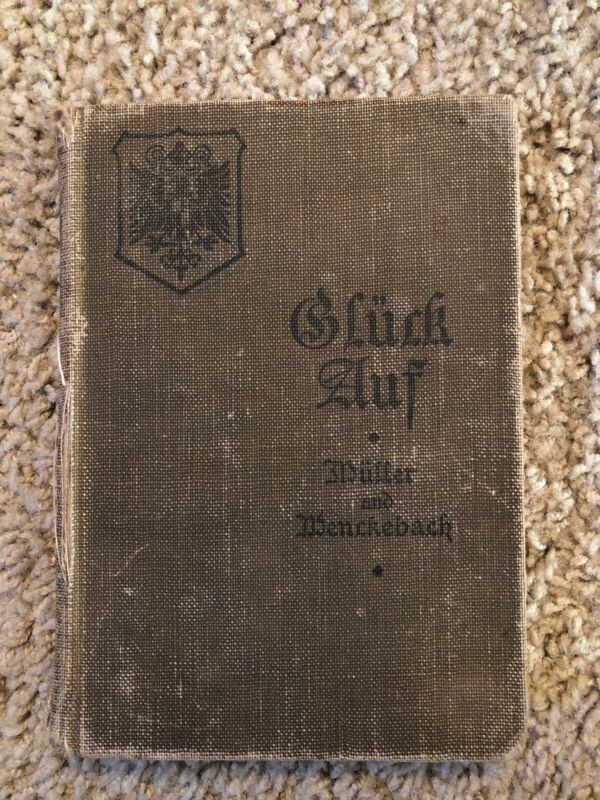 Glück
Auf
Müller
and
Wenckebach